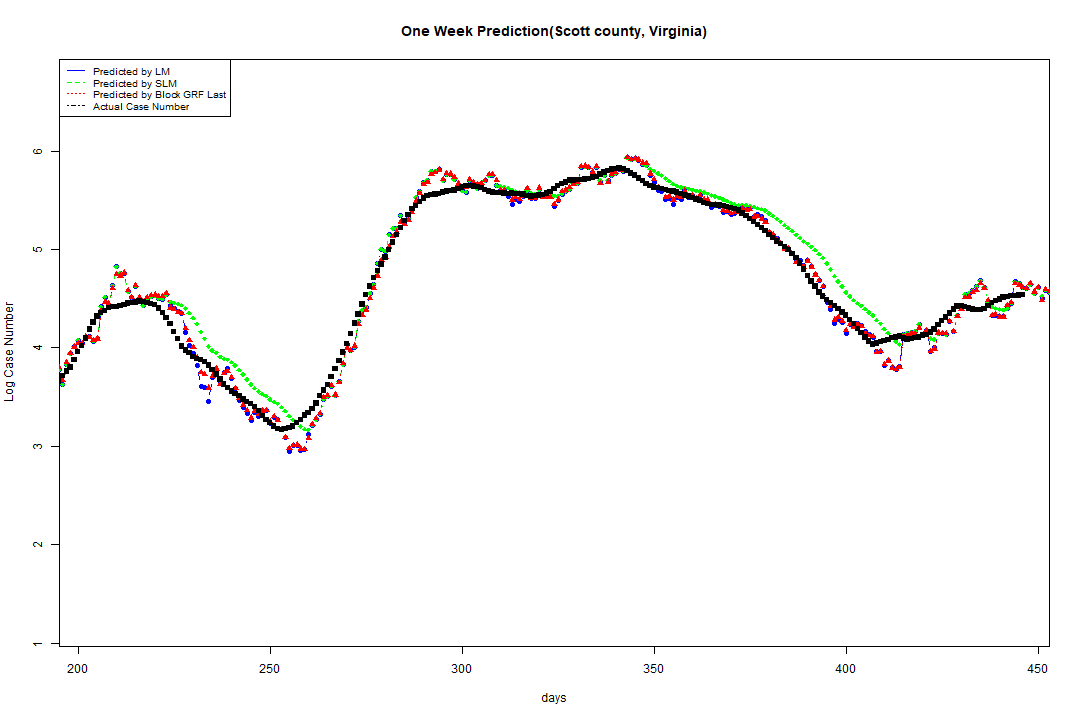 One Week Prediction(Scott county, Virginia)
Predicted by LM
Predicted by SLM
Predicted by Block GRF Last
Actual Case Number
Log Case Number
6
5
4
3
2
1
200 250 300 350 400 450
days